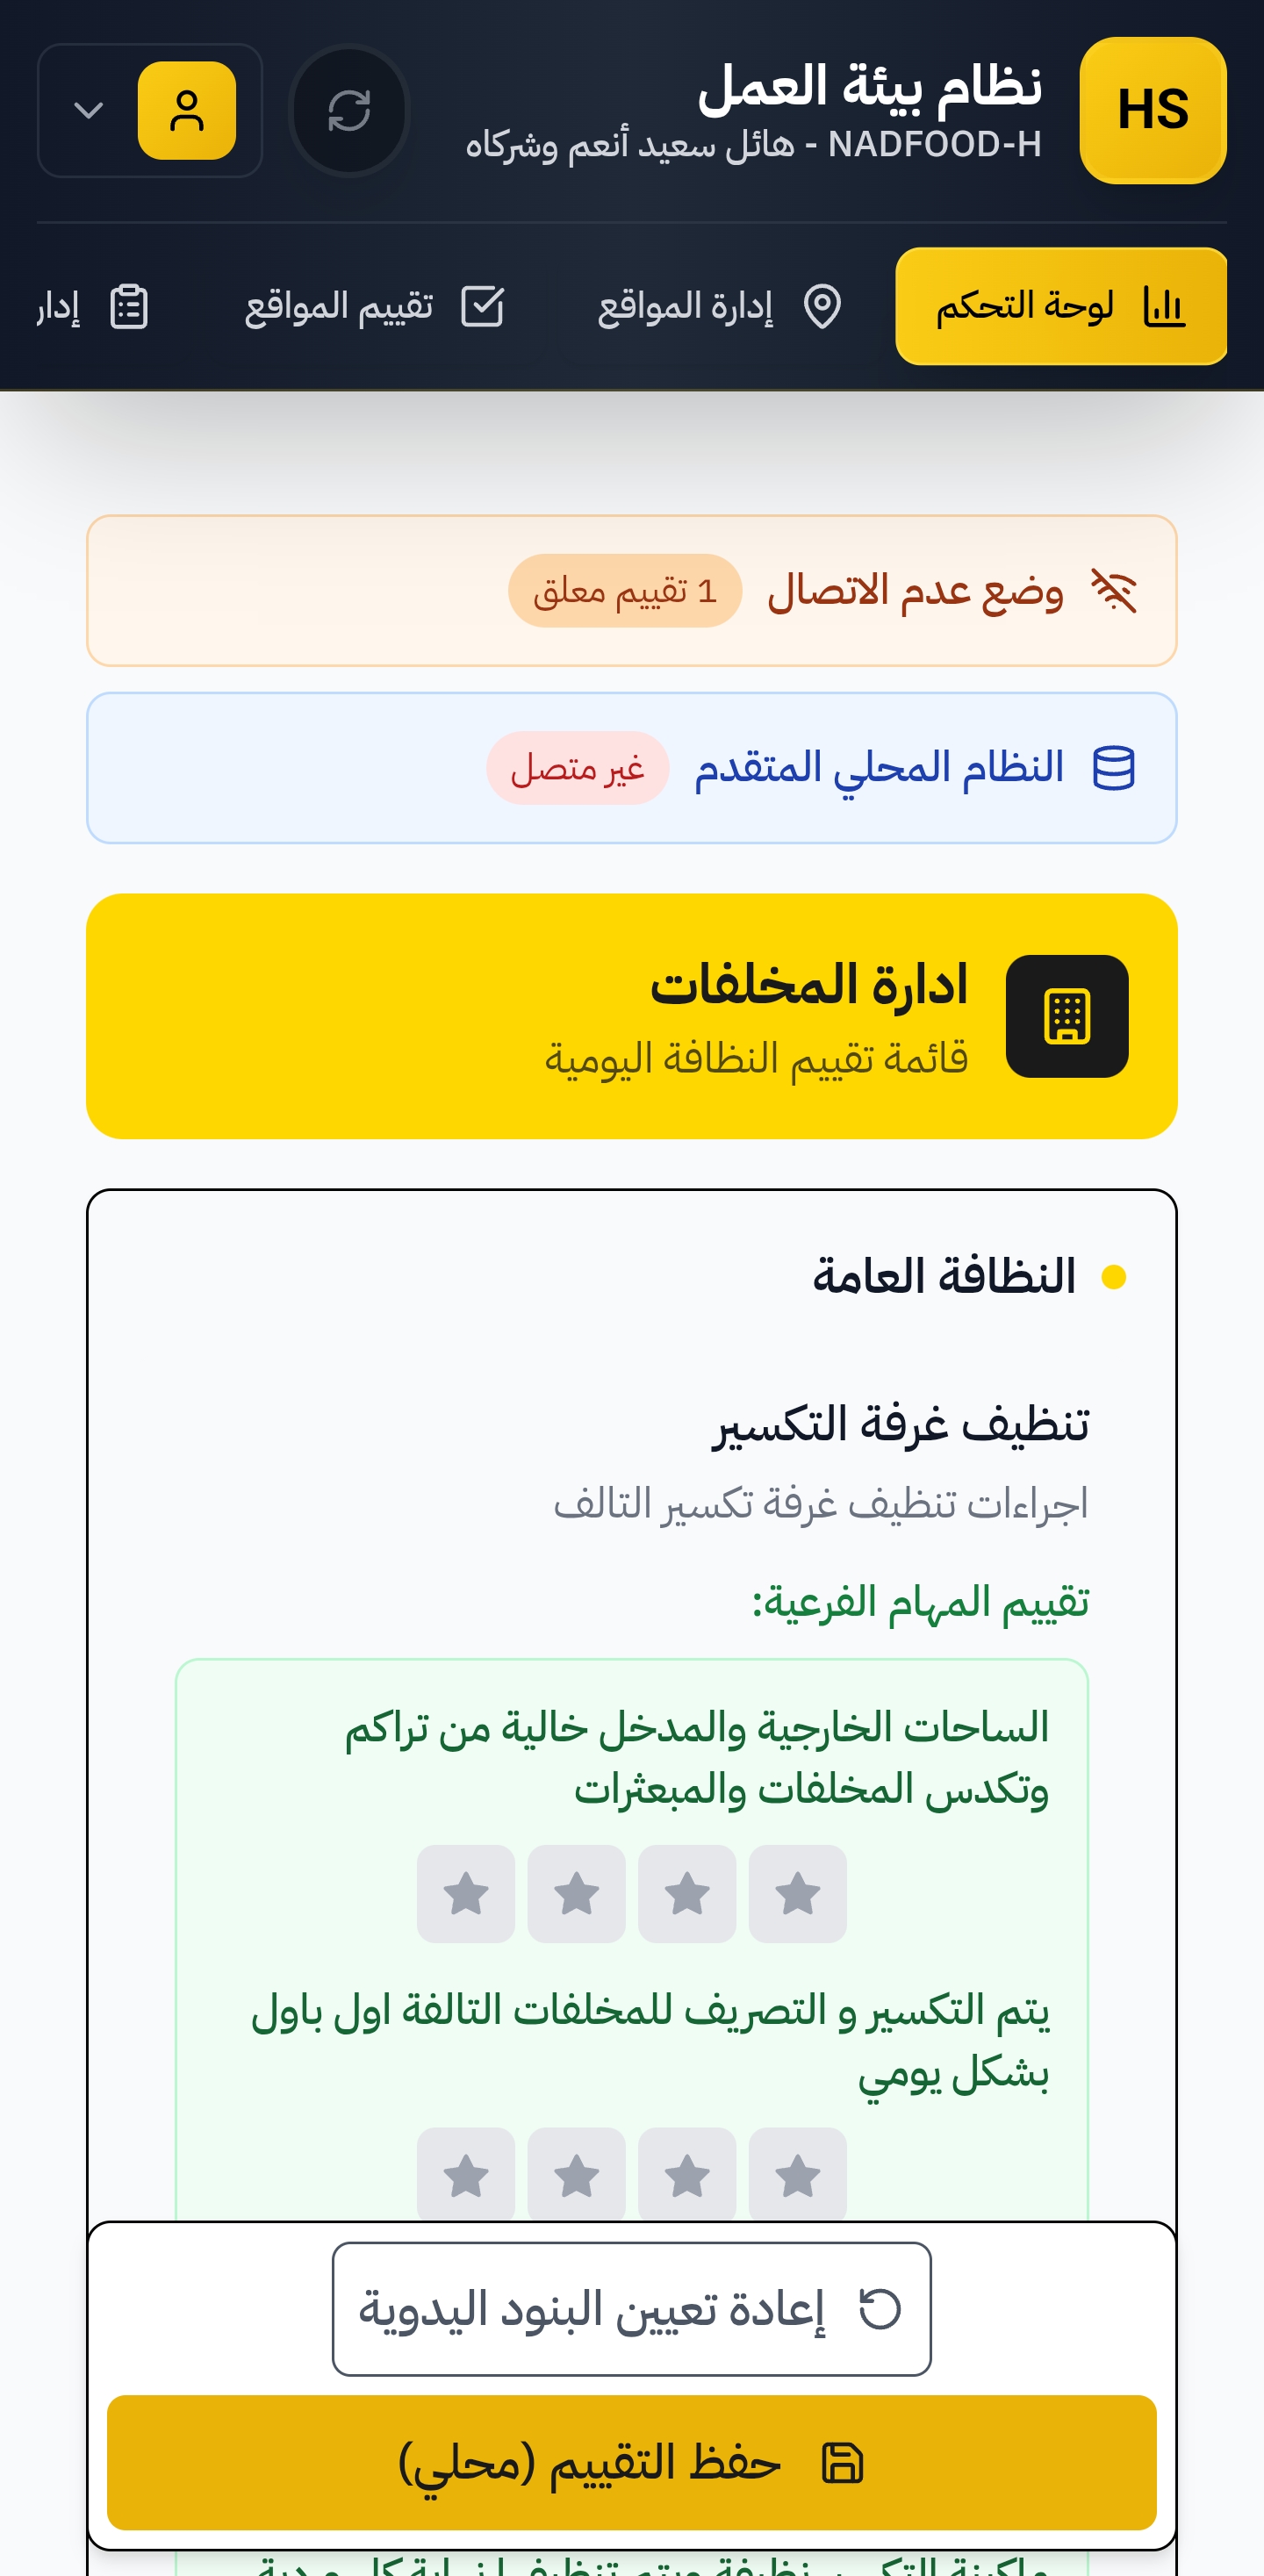 HS
نظام بيئة العمل
NADFOOD-H - هائل سعيد أنعم وشركاه
لوحة التحكم
إدارة المواقع
تقييم المواقع
إدار
وضع عدم الاتصال
1 تقييم معلق
النظام المحلي المتقدم
غير متصل
ادارة المخلفات
قائمة تقييم النظافة اليومية
النظافة العامة
تنظيف غرفة التكسير
اجراءات تنظيف غرفة تكسير التالف
تقييم المهام الفرعية:
الساحات الخارجية والمدخل خالية من تراكم
وتكدس المخلفات والمبعثرات
يتم التكسير و التصريف للمخلفات التالفة اول باول
بشكل يومي
إعادة تعيين البنود اليدوية
حفظ التقييم (محلي)